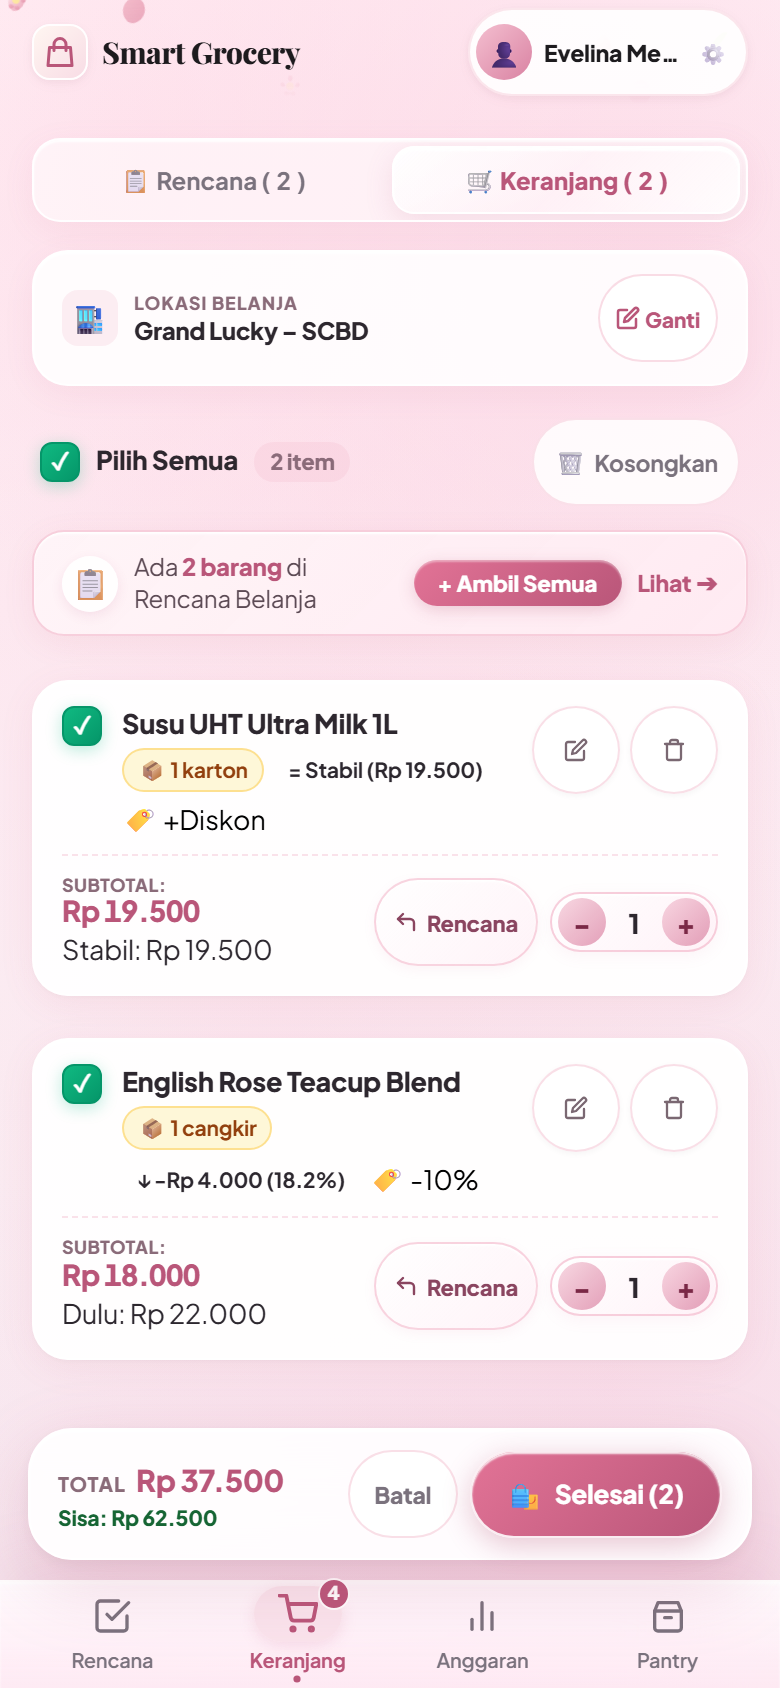 Smart Grocery
Evelina Me...
Rencana ( 2 )
Keranjang ( 2 )
LOKASI BELANJA
Grand Lucky – SCBD
Ganti
Pilih Semua
2 item
Kosongkan
Ada 2 barang di
Rencana Belanja
+ Ambil Semua
Lihat ➔
Susu UHT Ultra Milk 1L
1 karton
= Stabil (Rp 19.500)
+Diskon
SUBTOTAL:
Rp 19.500
Stabil: Rp 19.500
Rencana
– 1 +
English Rose Teacup Blend
1 cangkir
↓ -Rp 4.000 (18.2%)
-10%
SUBTOTAL:
Rp 18.000
Dulu: Rp 22.000
Rencana
– 1 +
TOTAL Rp 37.500
Sisa: Rp 62.500
Batal
Selesai (2)
4
Rencana
Keranjang
Anggaran
Pantry